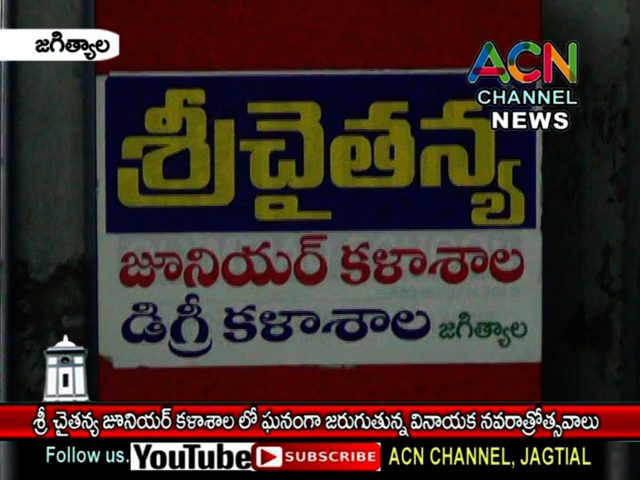 జగిత్యాల
ACN
CHANNEL
NEWS
శ్రీచైతన్య
జూనియర్ కళాశాల
డిగ్రీ కళాశాల జగిత్యాల
శ్రీ చైతన్య జూనియర్ కళాశాల లో ఘనంగా జరుగుతున్న వినాయక నవరాత్రోత్సవాలు
Follow us. YouTube SUBSCRIBE ACN CHANNEL, JAGTIAL